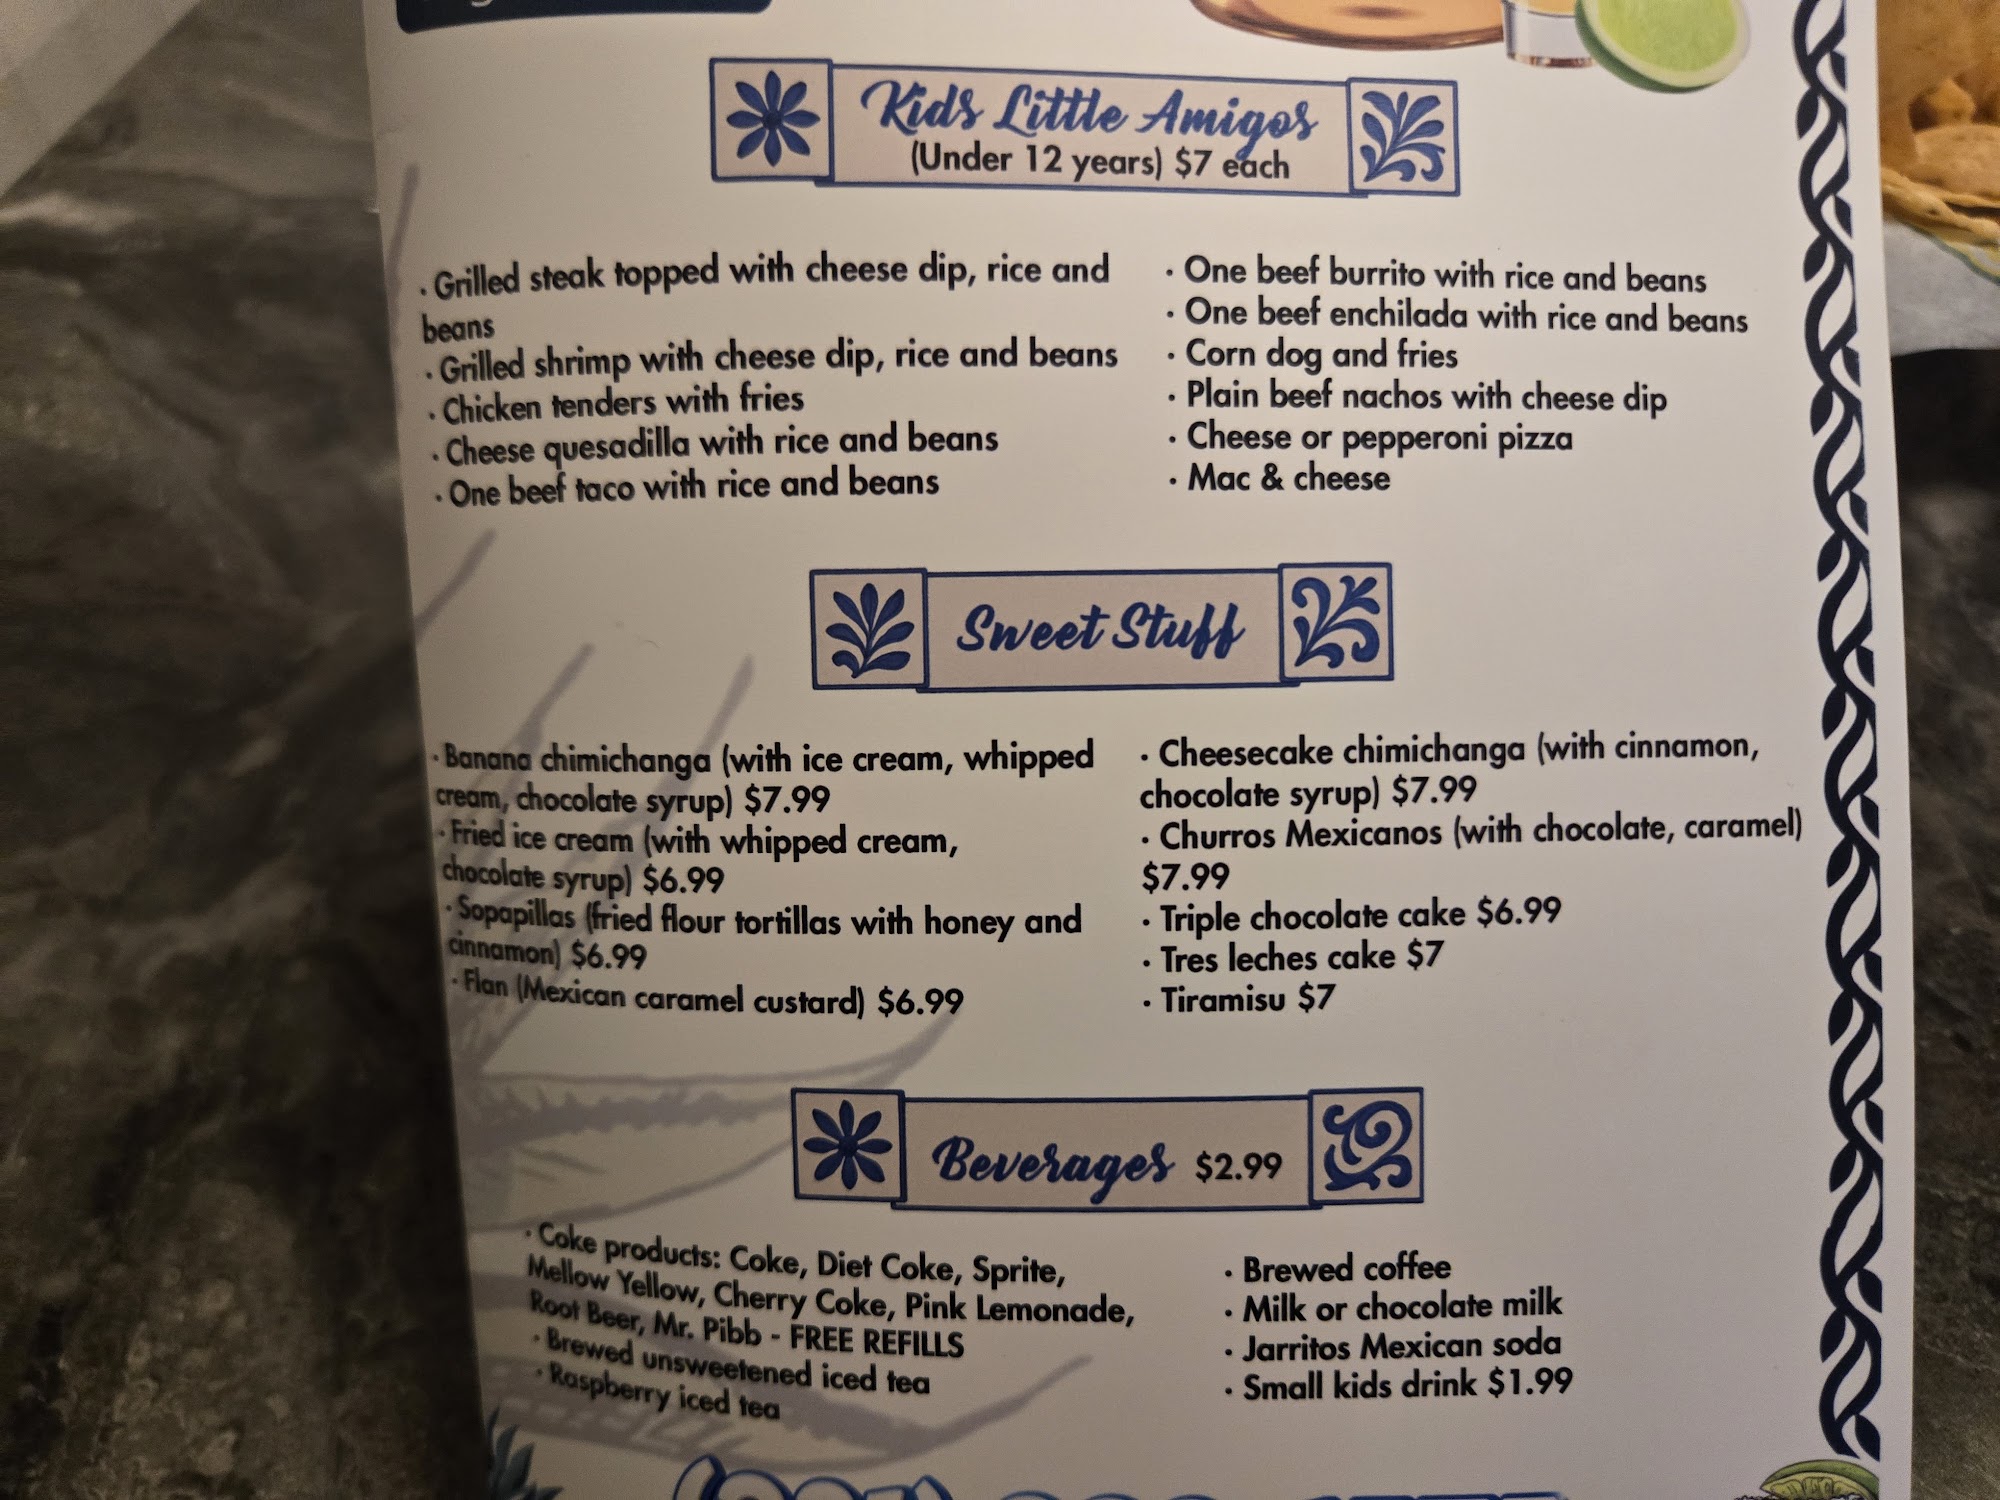 Kids Little Amigos
(Under 12 years) $7 each
· Grilled steak topped with cheese dip, rice and
beans
· Grilled shrimp with cheese dip, rice and beans
· Chicken tenders with fries
· Cheese quesadilla with rice and beans
· One beef taco with rice and beans
· One beef burrito with rice and beans
· One beef enchilada with rice and beans
· Corn dog and fries
· Plain beef nachos with cheese dip
· Cheese or pepperoni pizza
· Mac & cheese
Sweet Stuff
· Banana chimichanga (with ice cream, whipped
cream, chocolate syrup) $7.99
· Fried ice cream (with whipped cream,
chocolate syrup) $6.99
· Sopapillas (fried flour tortillas with honey and
cinnamon) $6.99
· Flan (Mexican caramel custard) $6.99
· Cheesecake chimichanga (with cinnamon,
chocolate syrup) $7.99
· Churros Mexicanos (with chocolate, caramel)
$7.99
· Triple chocolate cake $6.99
· Tres leches cake $7
· Tiramisu $7
Beverages $2.99
· Coke products: Coke, Diet Coke, Sprite,
Mellow Yellow, Cherry Coke, Pink Lemonade,
Root Beer, Mr. Pibb - FREE REFILLS
· Brewed unsweetened iced tea
· Raspberry iced tea
· Brewed coffee
· Milk or chocolate milk
· Jarritos Mexican soda
· Small kids drink $1.99